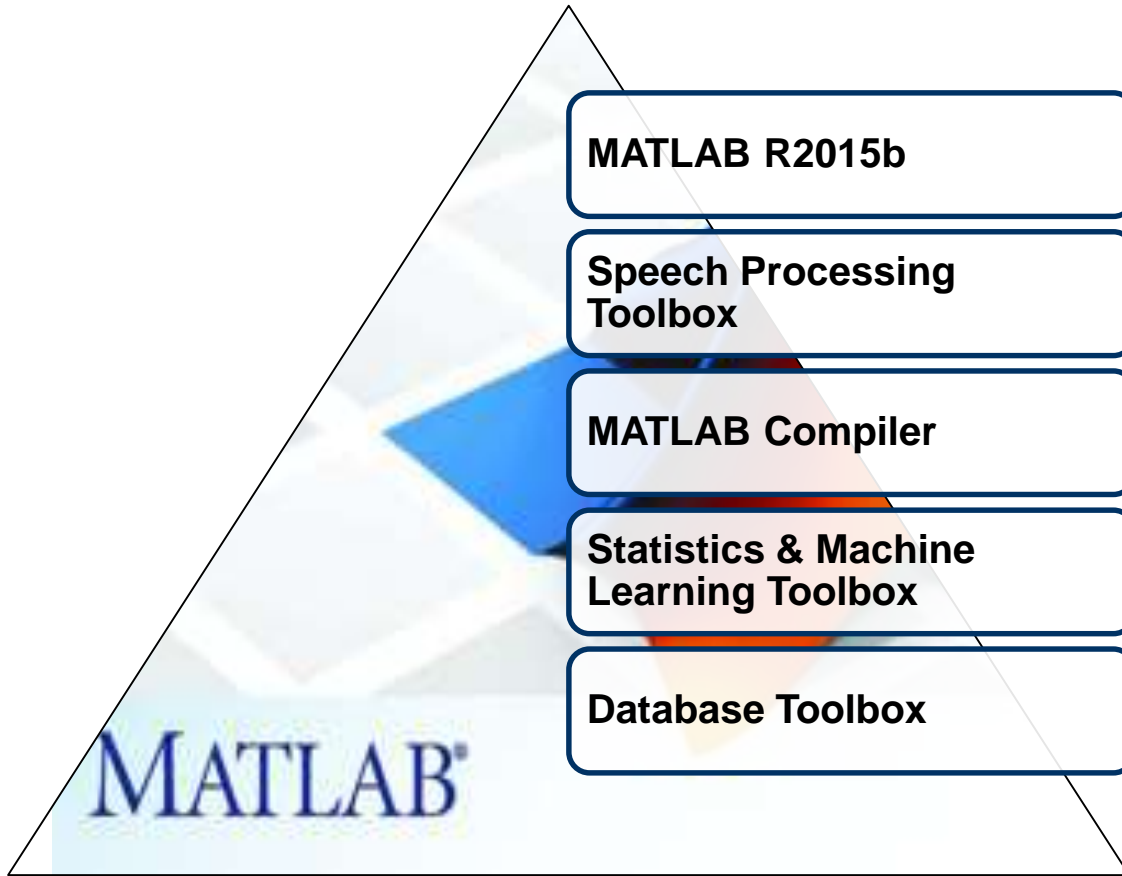 MATLAB R2015b
Speech Processing
Toolbox
MATLAB Compiler
Statistics & Machine
Learning Toolbox
Database Toolbox
MATLAB®